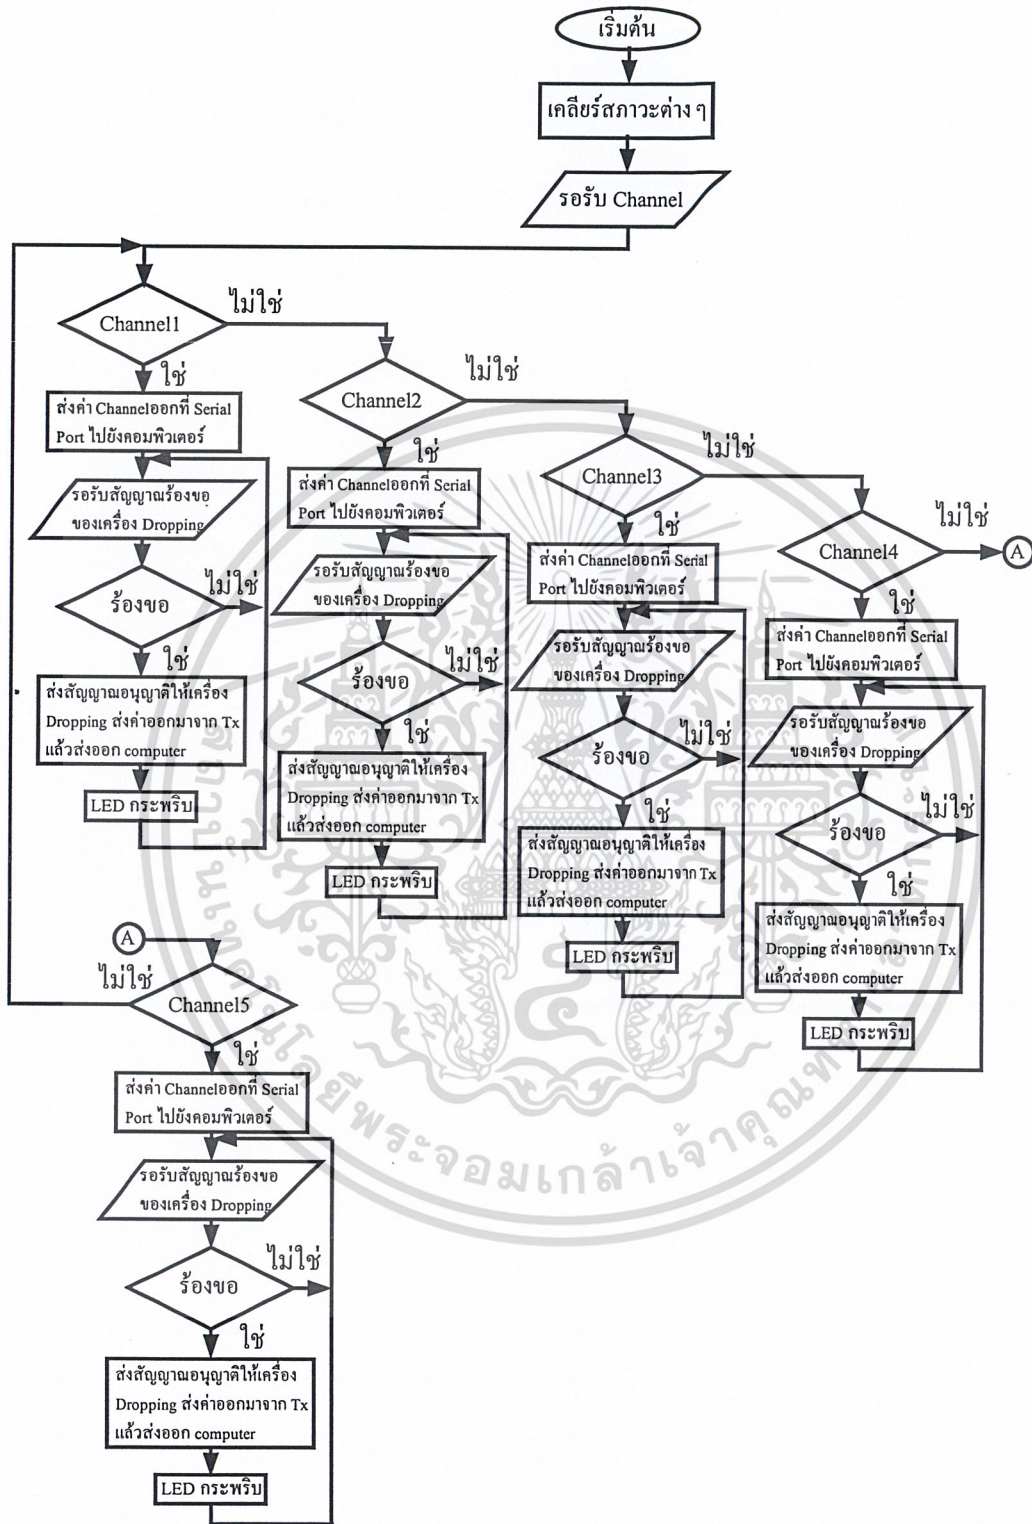 เริ่มต้น
เคลียร์สภาวะต่าง ๆ
รอรับ Channel
Channel1
ไม่ใช่
ใช่
ส่งค่า Channelออกที่ Serial
Port ไปยังคอมพิวเตอร์
รอรับสัญญาณร้องขอ
ของเครื่อง Dropping
ร้องขอ
ไม่ใช่
ใช่
ส่งสัญญาณอนุญาติให้เครื่อง
Dropping ส่งค่าออกมาจาก Tx
แล้วส่งออก computer
LED กระพริบ
Channel2
ไม่ใช่
ใช่
ส่งค่า Channelออกที่ Serial
Port ไปยังคอมพิวเตอร์
รอรับสัญญาณร้องขอ
ของเครื่อง Dropping
ร้องขอ
ไม่ใช่
ใช่
ส่งสัญญาณอนุญาติให้เครื่อง
Dropping ส่งค่าออกมาจาก Tx
แล้วส่งออก computer
LED กระพริบ
Channel3
ไม่ใช่
ใช่
ส่งค่า Channelออกที่ Serial
Port ไปยังคอมพิวเตอร์
รอรับสัญญาณร้องขอ
ของเครื่อง Dropping
ร้องขอ
ไม่ใช่
ใช่
ส่งสัญญาณอนุญาติให้เครื่อง
Dropping ส่งค่าออกมาจาก Tx
แล้วส่งออก computer
LED กระพริบ
Channel4
ไม่ใช่
A
ใช่
ส่งค่า Channelออกที่ Serial
Port ไปยังคอมพิวเตอร์
รอรับสัญญาณร้องขอ
ของเครื่อง Dropping
ร้องขอ
ไม่ใช่
ใช่
ส่งสัญญาณอนุญาติให้เครื่อง
Dropping ส่งค่าออกมาจาก Tx
แล้วส่งออก computer
LED กระพริบ
A
ไม่ใช่
Channel5
ใช่
ส่งค่า Channelออกที่ Serial
Port ไปยังคอมพิวเตอร์
รอรับสัญญาณร้องขอ
ของเครื่อง Dropping
ร้องขอ
ไม่ใช่
ใช่
ส่งสัญญาณอนุญาติให้เครื่อง
Dropping ส่งค่าออกมาจาก Tx
แล้วส่งออก computer
LED กระพริบ
พระจอมเกล้าเจ้าคุณทหาร